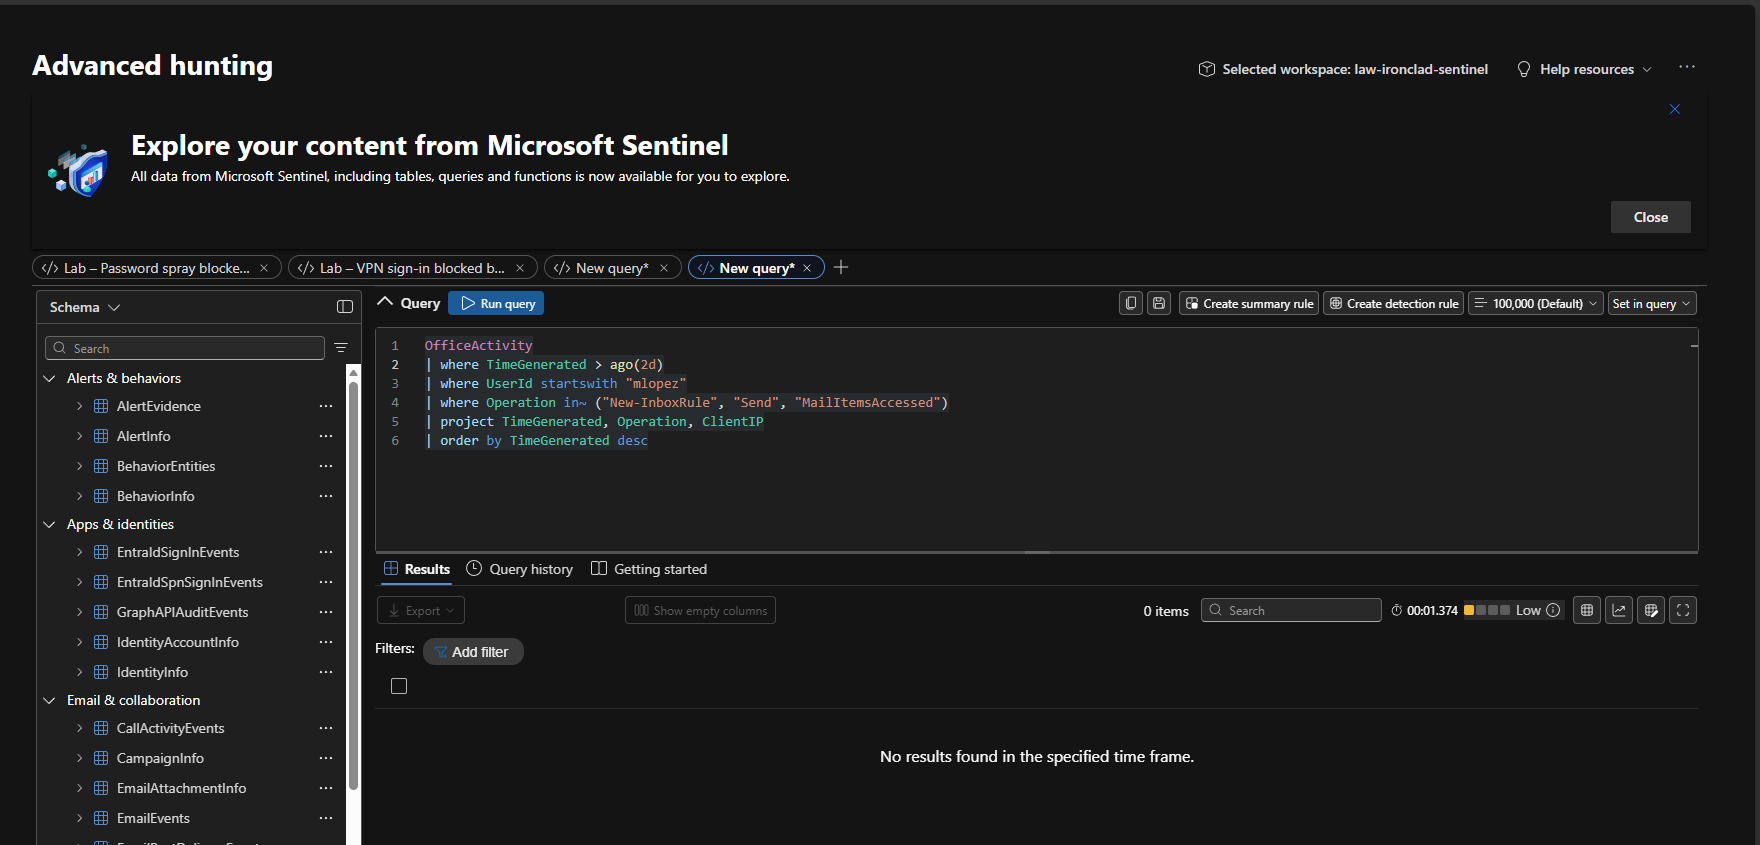 Advanced hunting
Selected workspace: law-ironclad-sentinel
Help resources
Explore your content from Microsoft Sentinel
All data from Microsoft Sentinel, including tables, queries and functions is now available for you to explore.
Close
Lab – Password spray blocke...
Lab – VPN sign-in blocked b...
New query*
New query*
Schema
Query
Run query
Create summary rule
Create detection rule
100,000 (Default)
Set in query
Search
Alerts & behaviors
AlertEvidence
AlertInfo
BehaviorEntities
BehaviorInfo
Apps & identities
EntraIdSignInEvents
EntraIdSpnSignInEvents
GraphAPIAuditEvents
IdentityAccountInfo
IdentityInfo
Email & collaboration
CallActivityEvents
CampaignInfo
EmailAttachmentInfo
EmailEvents
1 OfficeActivity
2 | where TimeGenerated > ago(2d)
3 | where UserId startswith "mlopez"
4 | where Operation in~ ("New-InboxRule", "Send", "MailItemsAccessed")
5 | project TimeGenerated, Operation, ClientIP
6 | order by TimeGenerated desc
Results
Query history
Getting started
Export
Show empty columns
0 items
Search
00:01.374
Low
Filters:
Add filter
No results found in the specified time frame.